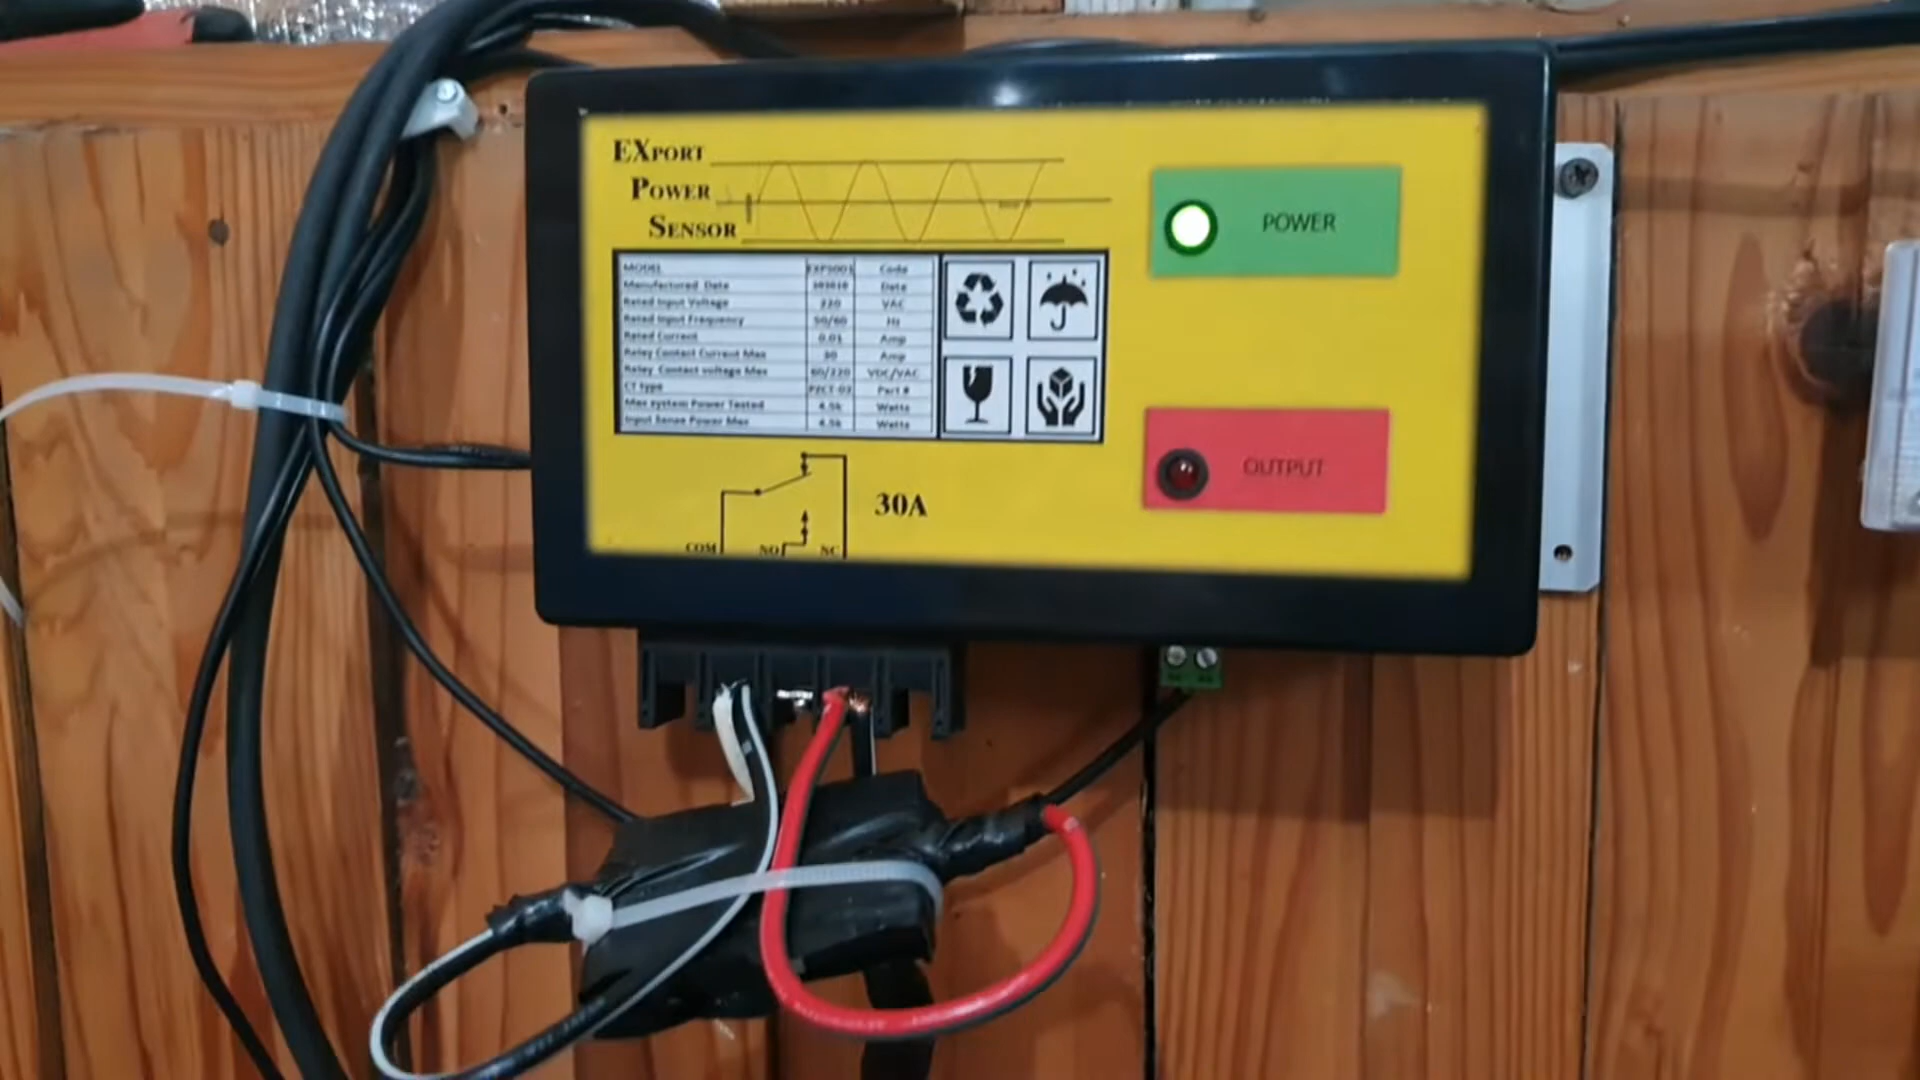 EXPORT
POWER
SENSOR
MODEL EXPS001 Code
Manufactured Date Date
Rated Input Voltage 220 VAC
Rated Input Frequency 50/60 Hz
Rated Current 0.01 Amp
Relay Contact Current Max 30 Amp
Relay Contact voltage Max 60/220 VDC/VAC
CT type PZCT-02 Part #
Max system Power Tested 4.5k Watts
Input Sense Power Max 4.5k Watts
POWER
OUTPUT
30A
COM NO NC